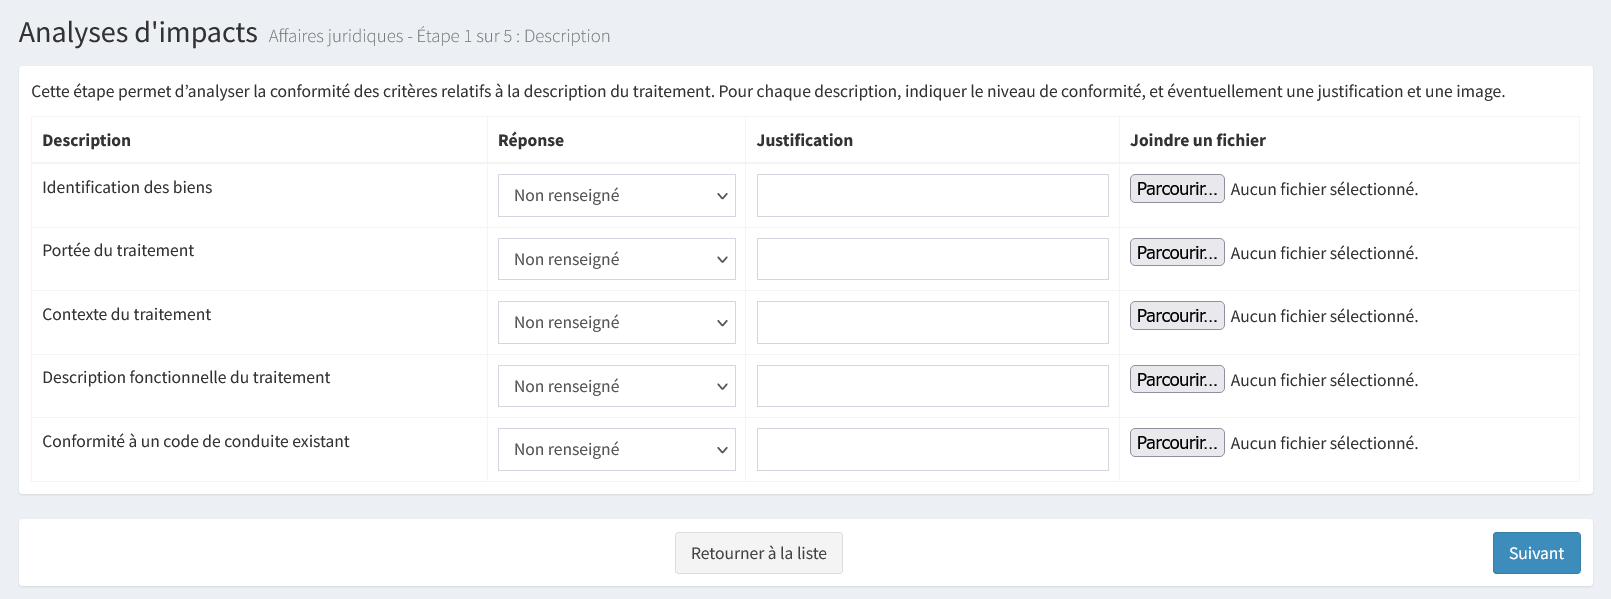 Analyses d'impacts Affaires juridiques - Étape 1 sur 5 : Description
Cette étape permet d’analyser la conformité des critères relatifs à la description du traitement. Pour chaque description, indiquer le niveau de conformité, et éventuellement une justification et une image.
Description Réponse Justification Joindre un fichier
Identification des biens Non renseigné Parcourir... Aucun fichier sélectionné.
Portée du traitement Non renseigné Parcourir... Aucun fichier sélectionné.
Contexte du traitement Non renseigné Parcourir... Aucun fichier sélectionné.
Description fonctionnelle du traitement Non renseigné Parcourir... Aucun fichier sélectionné.
Conformité à un code de conduite existant Non renseigné Parcourir... Aucun fichier sélectionné.
Retourner à la liste Suivant